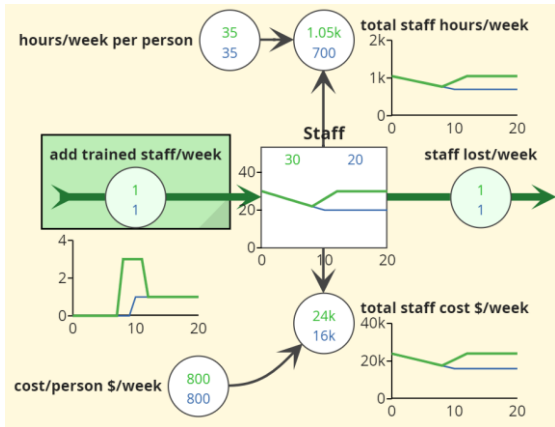 hours/week per person
35
35
1.05k
700
total staff hours/week
2k
1k
0
0 10 20
Staff
30 20
40
20
0
0 10 20
add trained staff/week
1
1
staff lost/week
1
1
4
2
0
0 10 20
24k
16k
total staff cost $/week
40k
20k
0
0 10 20
cost/person $/week
800
800